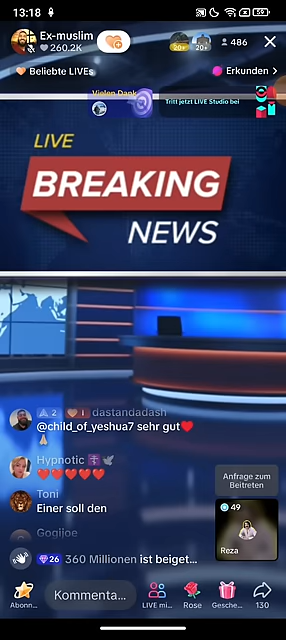 13:18
59
Ex-muslim
260.2K
20+
20+
486
Beliebte LIVEs
Erkunden >
Vielen Dank
Tritt jetzt LIVE Studio bei
LIVE
BREAKING
NEWS
2 1 dastandadash
@child_of_yeshua7 sehr gut❤️
🙏🏼
Hypnotic ✝️🕊️
❤️❤️❤️❤️❤️
Toni
Einer soll den
Gogijoe
26 360 Millionen ist beiget...
Anfrage zum
Beitreten
49
Reza
Abonn...
Kommenta...
LIVE mi...
Rose
Gesche...
130